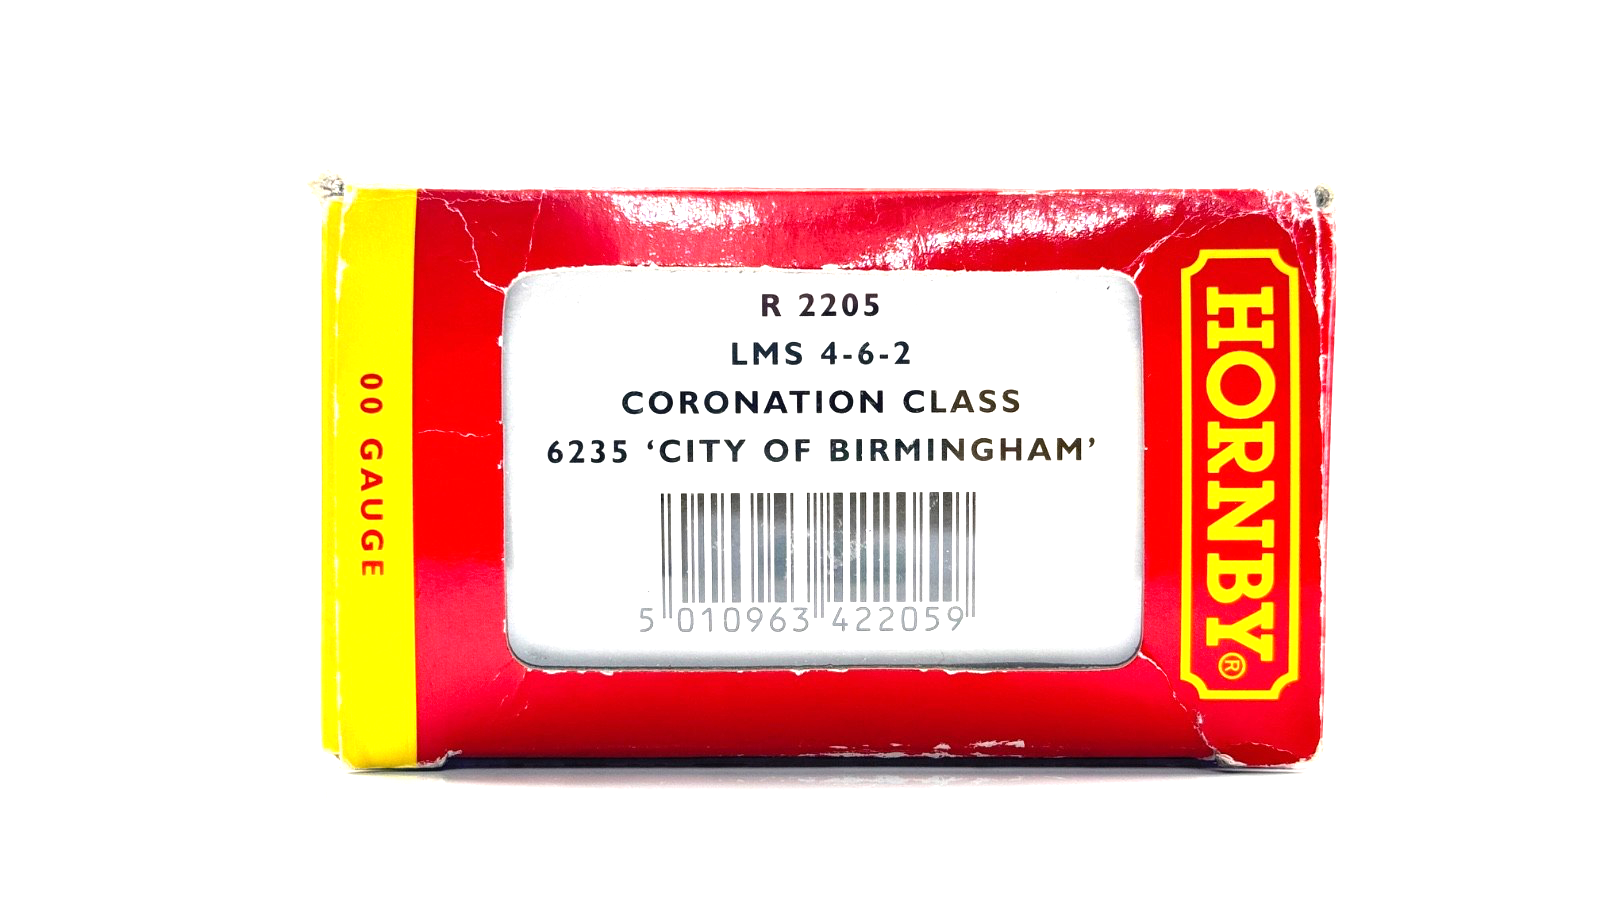 00 GAUGE
R 2205
LMS 4-6-2
CORONATION CLASS
6235 ‘CITY OF BIRMINGHAM’
5 010963 422059
HORNBY®